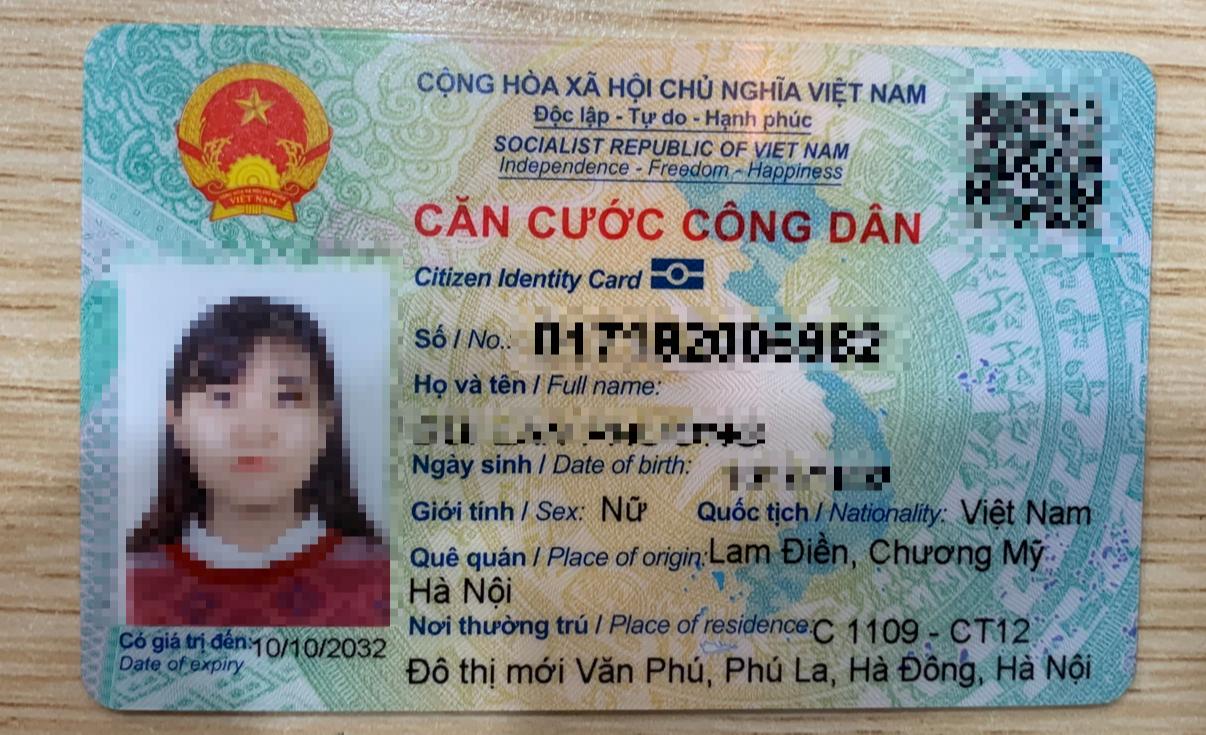 CỘNG HÒA XÃ HỘI CHỦ NGHĨA VIỆT NAM
Độc lập - Tự do - Hạnh phúc
SOCIALIST REPUBLIC OF VIET NAM
Independence - Freedom - Happiness
VIỆT NAM
CĂN CƯỚC CÔNG DÂN
Citizen Identity Card
Số / No.:
Họ và tên / Full name:
Ngày sinh / Date of birth:
Giới tính / Sex: Nữ Quốc tịch / Nationality: Việt Nam
Quê quán / Place of origin: Lam Điền, Chương Mỹ
Hà Nội
Nơi thường trú / Place of residence: C 1109 - CT12
Đô thị mới Văn Phú, Phú La, Hà Đông, Hà Nội
Có giá trị đến: 10/10/2032
Date of expiry